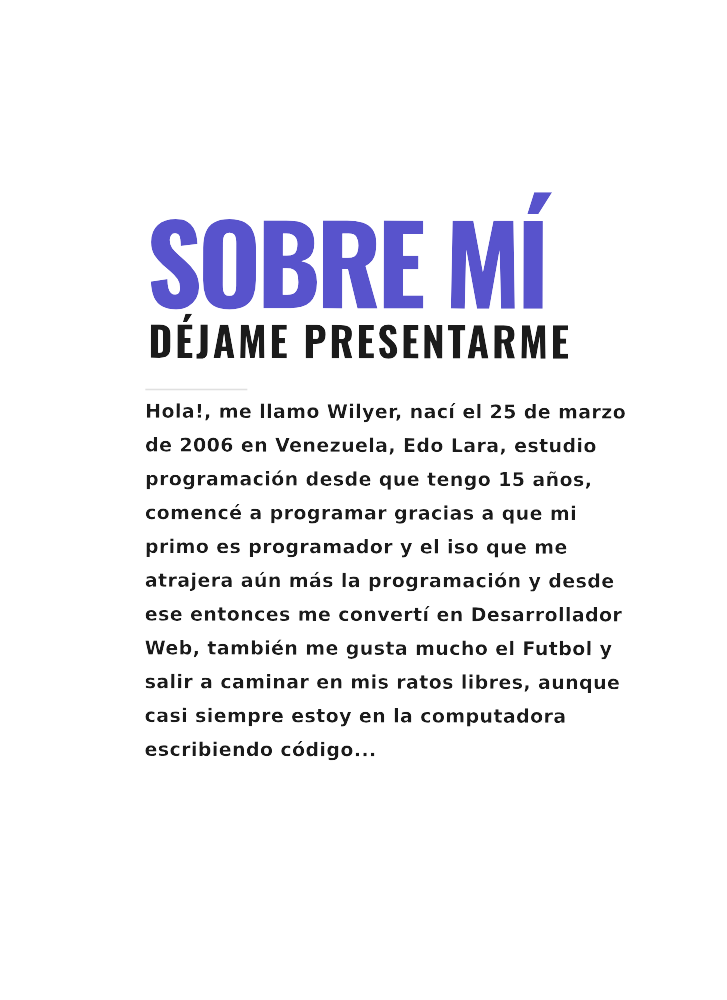 SOBRE MÍ
DÉJAME PRESENTARME
Hola!, me llamo Wilyer, nací el 25 de marzo
de 2006 en Venezuela, Edo Lara, estudio
programación desde que tengo 15 años,
comencé a programar gracias a que mi
primo es programador y el iso que me
atrajera aún más la programación y desde
ese entonces me convertí en Desarrollador
Web, también me gusta mucho el Futbol y
salir a caminar en mis ratos libres, aunque
casi siempre estoy en la computadora
escribiendo código...